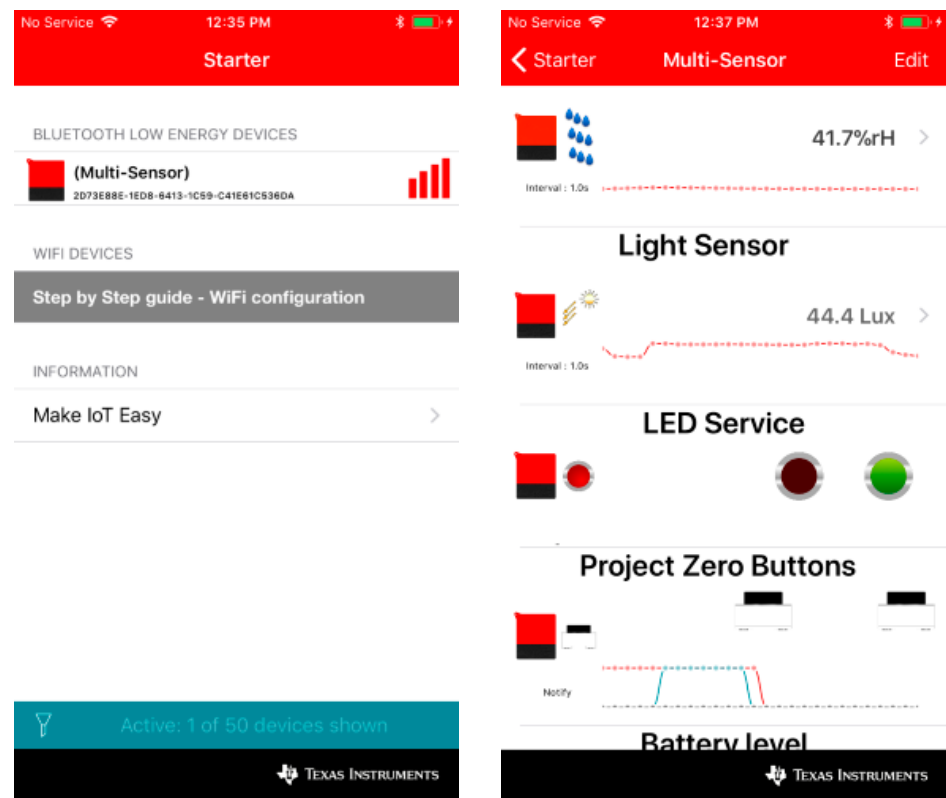 No Service 12:35 PM
Starter
BLUETOOTH LOW ENERGY DEVICES
(Multi-Sensor)
2D73E88E-1ED8-6413-1C59-C41E61C536DA
WIFI DEVICES
Step by Step guide - WiFi configuration
INFORMATION
Make IoT Easy
Active: 1 of 50 devices shown
TEXAS INSTRUMENTS
No Service 12:37 PM
Starter Multi-Sensor Edit
41.7%rH
Interval : 1.0s
Light Sensor
44.4 Lux
Interval : 1.0s
LED Service
Project Zero Buttons
Notify
Battery level
TEXAS INSTRUMENTS